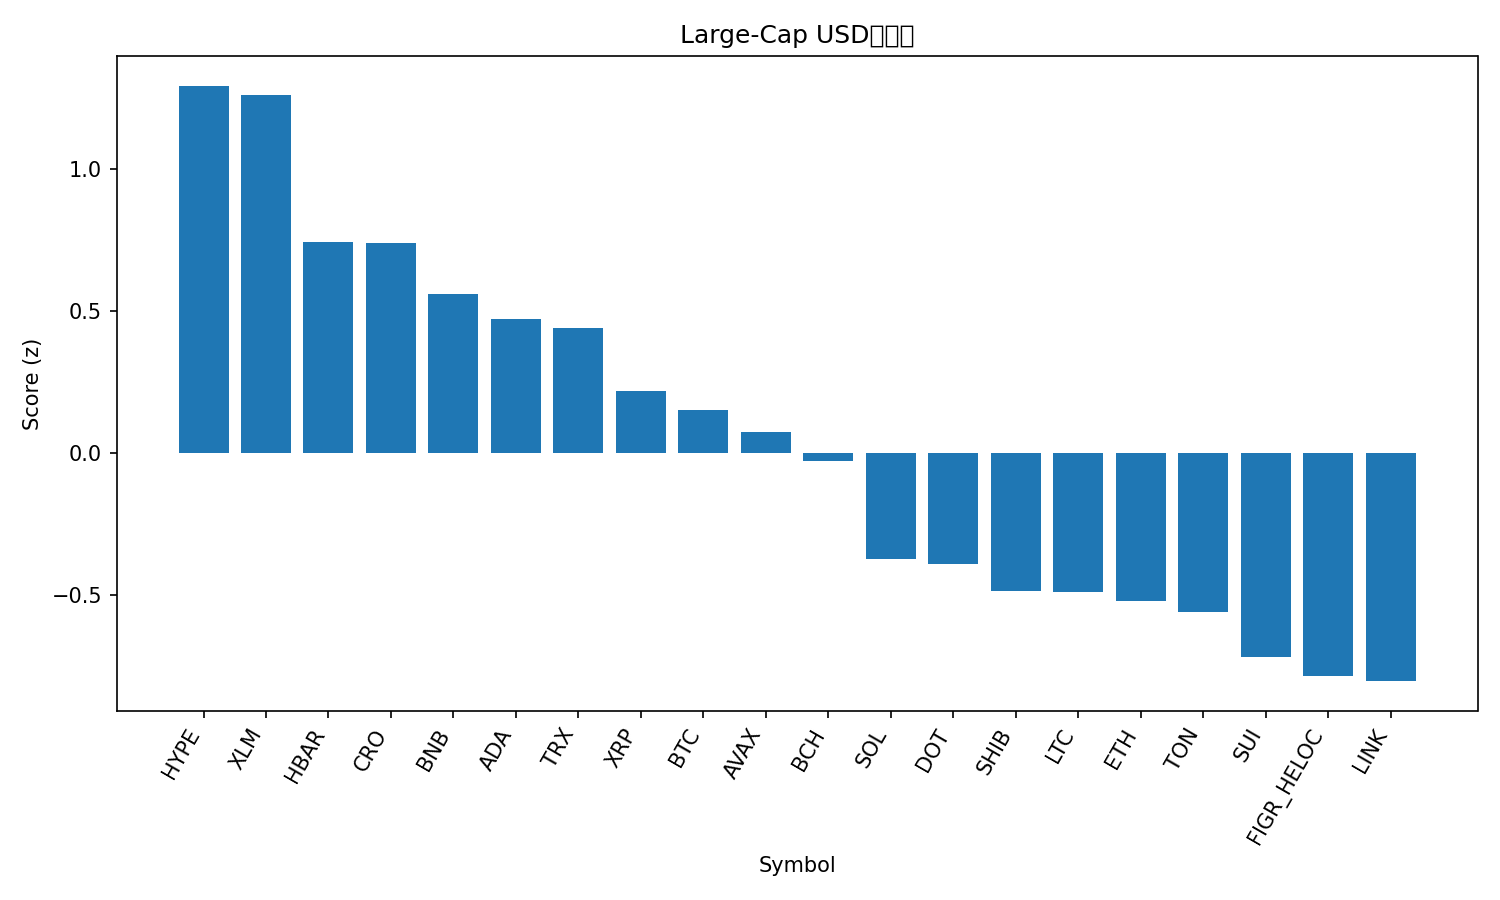 Large-Cap USD
Score (z)
1.0
0.5
0.0
−0.5
HYPE
XLM
HBAR
CRO
BNB
ADA
TRX
XRP
BTC
AVAX
BCH
SOL
DOT
SHIB
LTC
ETH
TON
SUI
FIGR_HELOC
LINK
Symbol